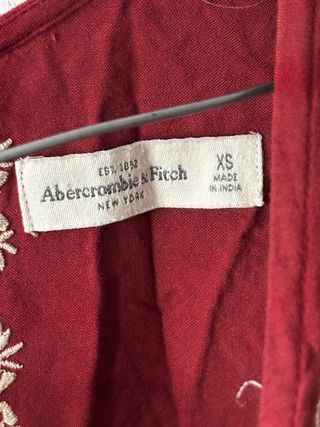 EST. 1892
Abercrombie & Fitch
NEW YORK
XS
MADE
IN INDIA